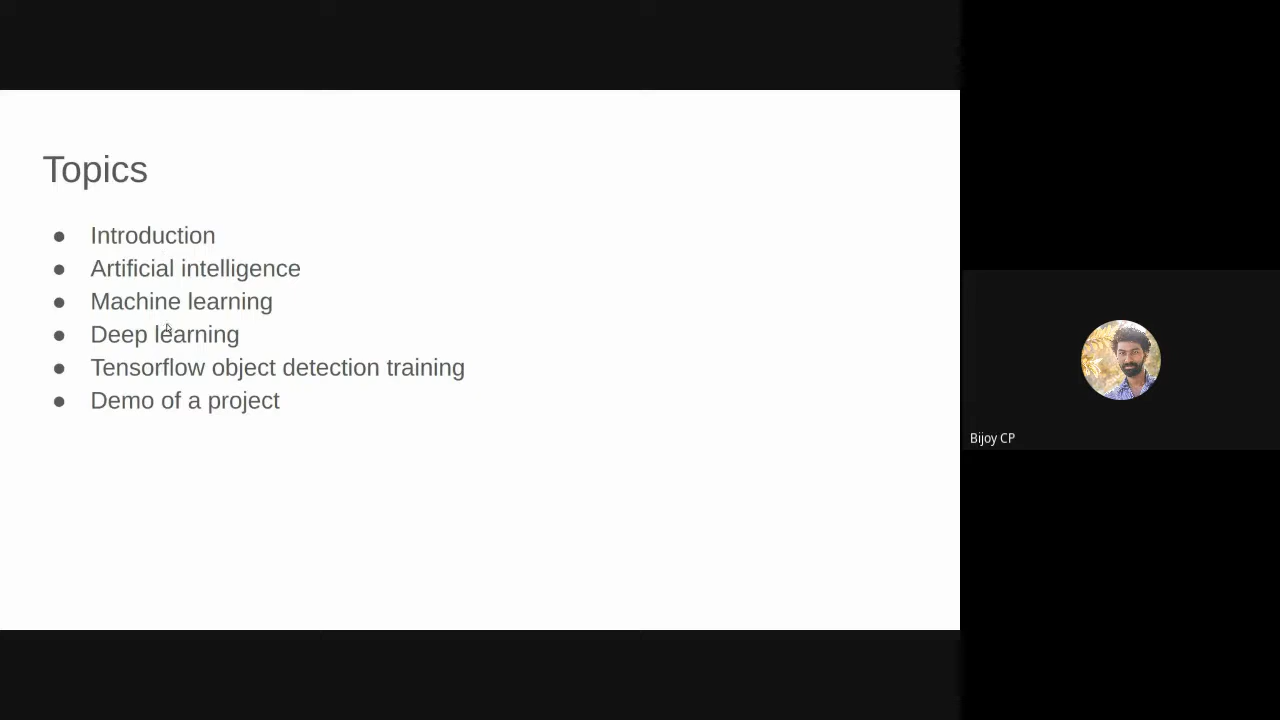 Topics
● Introduction
● Artificial intelligence
● Machine learning
● Deep learning
● Tensorflow object detection training
● Demo of a project
Bijoy CP